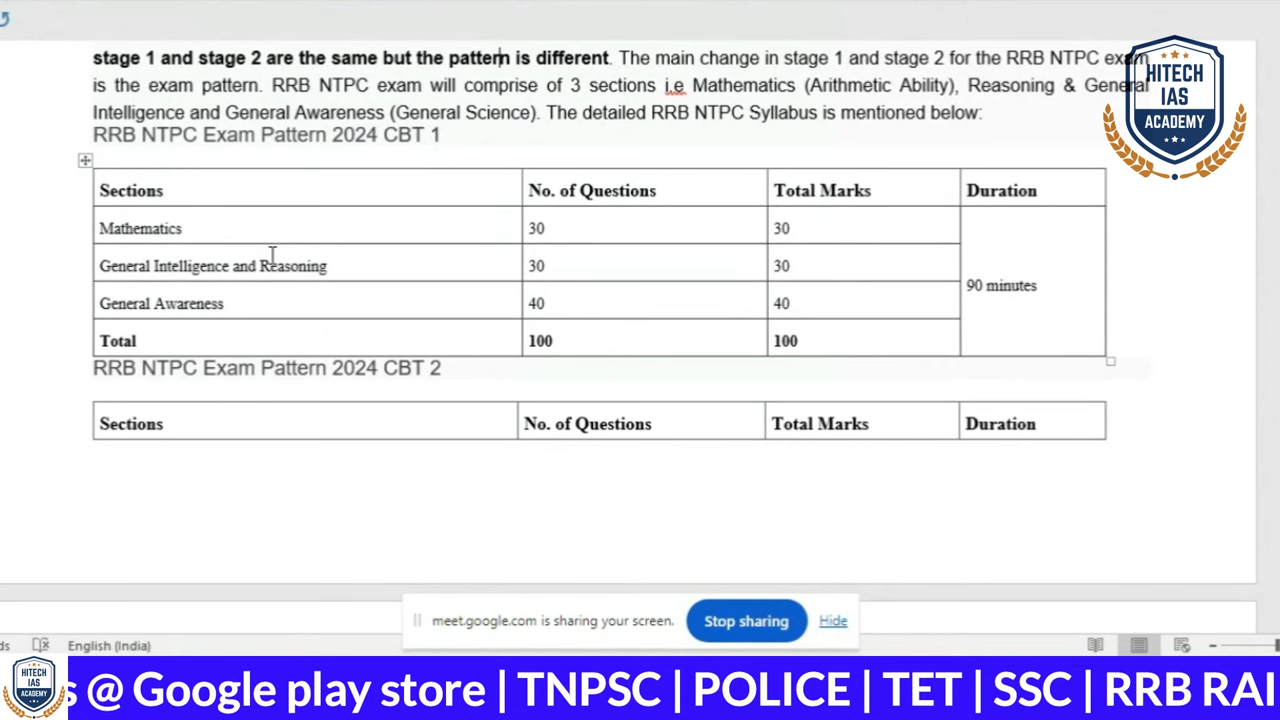 stage 1 and stage 2 are the same but the pattern is different. The main change in stage 1 and stage 2 for the RRB NTPC exam
is the exam pattern. RRB NTPC exam will comprise of 3 sections i.e Mathematics (Arithmetic Ability), Reasoning & General
Intelligence and General Awareness (General Science). The detailed RRB NTPC Syllabus is mentioned below:
HITECH
IAS
ACADEMY
RRB NTPC Exam Pattern 2024 CBT 1
Sections No. of Questions Total Marks Duration
Mathematics 30 30
General Intelligence and Reasoning 30 30
90 minutes
General Awareness 40 40
Total 100 100
RRB NTPC Exam Pattern 2024 CBT 2
Sections No. of Questions Total Marks Duration
meet.google.com is sharing your screen. Stop sharing Hide
ds English (India)
HITECH
IAS
ACADEMY
s @ Google play store | TNPSC | POLICE | TET | SSC | RRB RAI